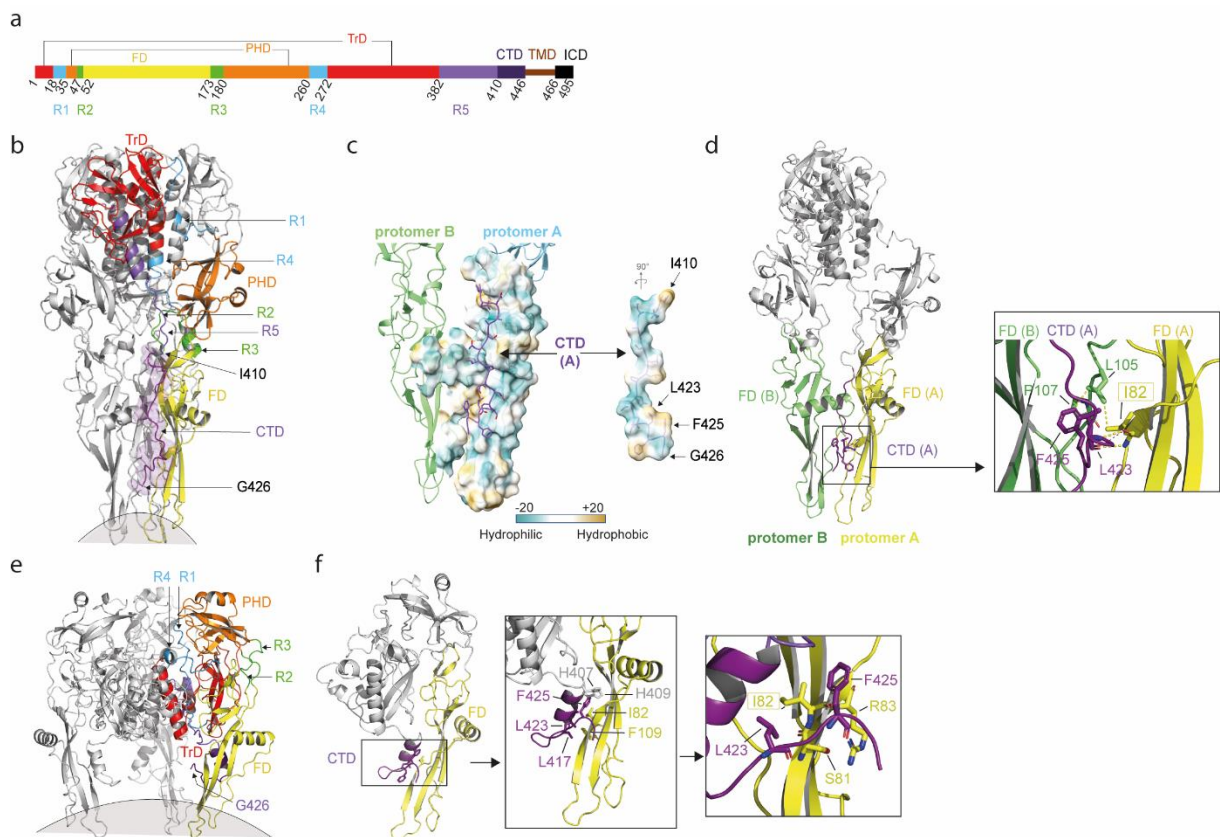 a
TrD
PHD
FD
CTD TMD ICD
1 18 35 47 52 173 180 260 272 382 410 446 466 495
R1 R2 R3 R4 R5
b
TrD
R1
R4
PHD
R2
R5
R3
I410
FD
CTD
G426
c
protomer B protomer A
90°
I410
CTD
(A)
L423
F425
G426
-20 +20
Hydrophilic Hydrophobic
d
FD (B) FD (A)
CTD (A)
protomer B protomer A
FD (B) CTD (A) FD (A)
L105
P107 I82
F425 L423
e
R4 R1
PHD
R3
R2
TrD FD
G426
f
FD
CTD
H407
F425 H409
L423 I82
F109
L417
F425
I82 R83
L423
S81